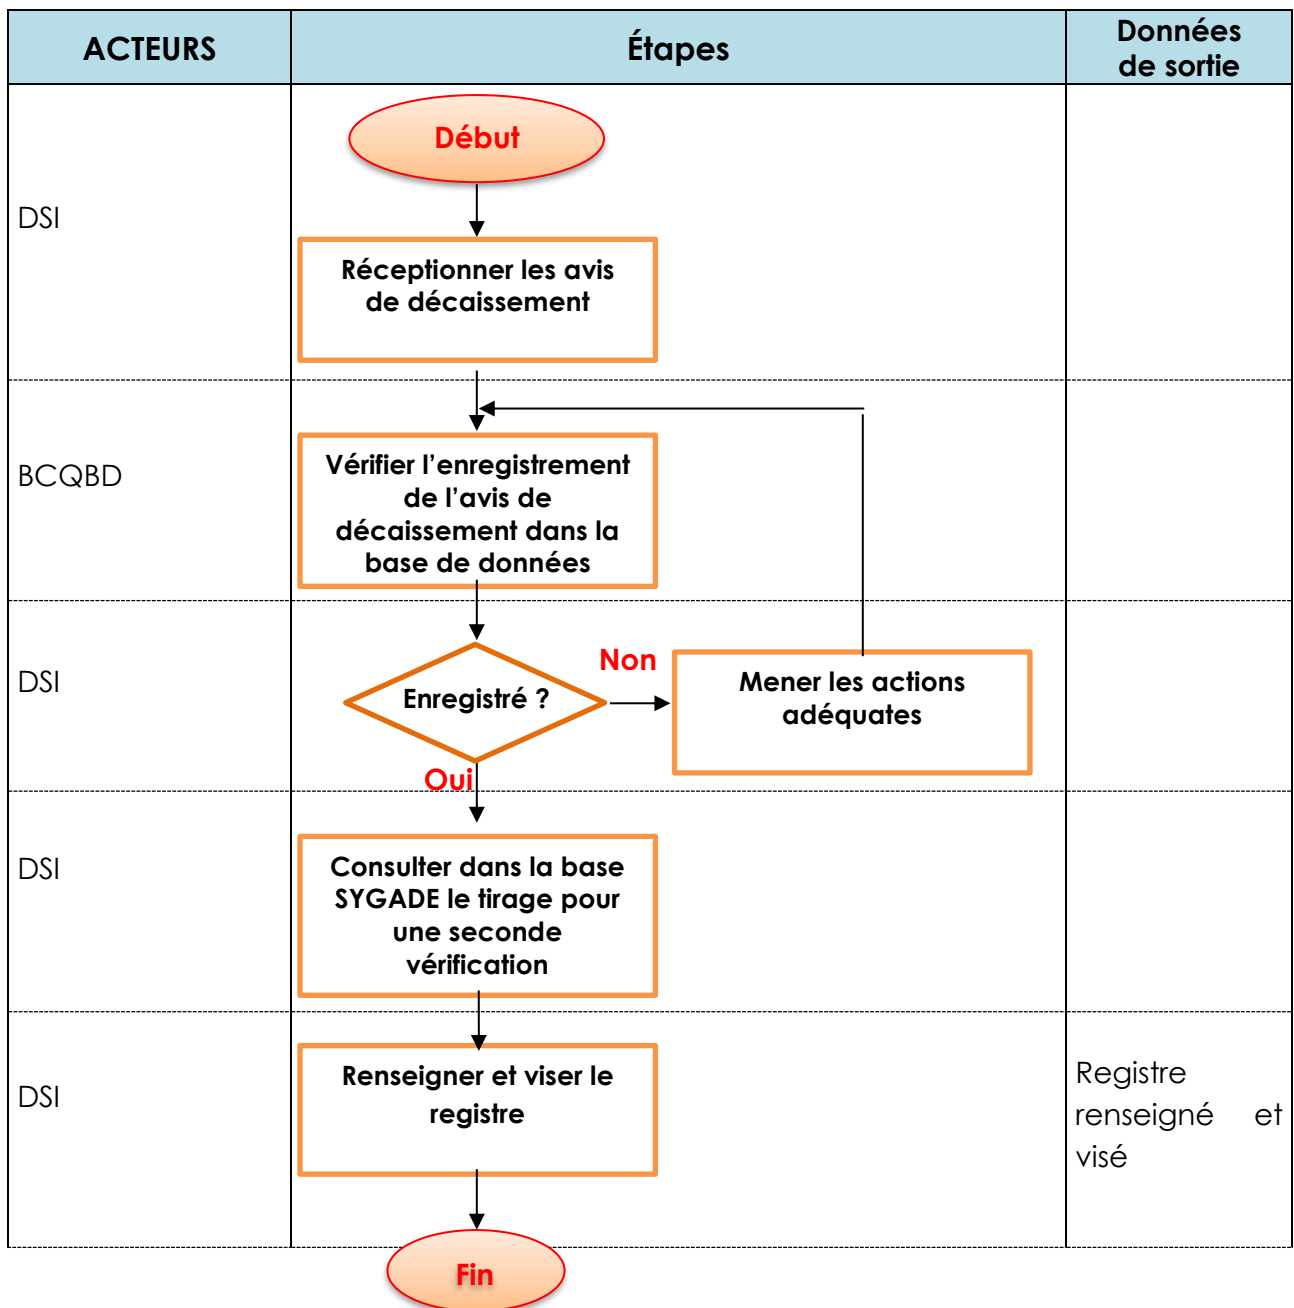 ACTEURS
Étapes
Données
de sortie
Début
DSI
Réceptionner les avis
de décaissement
BCQBD
Vérifier l’enregistrement
de l’avis de
décaissement dans la
base de données
DSI
Enregistré ?
Non
Mener les actions
adéquates
Oui
DSI
Consulter dans la base
SYGADE le tirage pour
une seconde
vérification
DSI
Renseigner et viser le
registre
Registre
renseigné et
visé
Fin